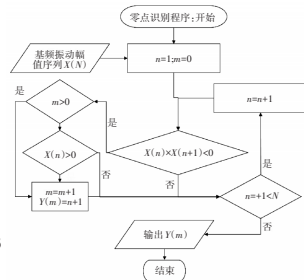 零点识别程序:开始
基频振动幅
值序列X(N)
n=1;m=0
n=n+1
是
m>0
是
X(n)>0
X(n)×X(n+1)<0
是
m=m+1
Y(m)=n+1
否
否
n=+1<N
否
输出Y(m)
结束